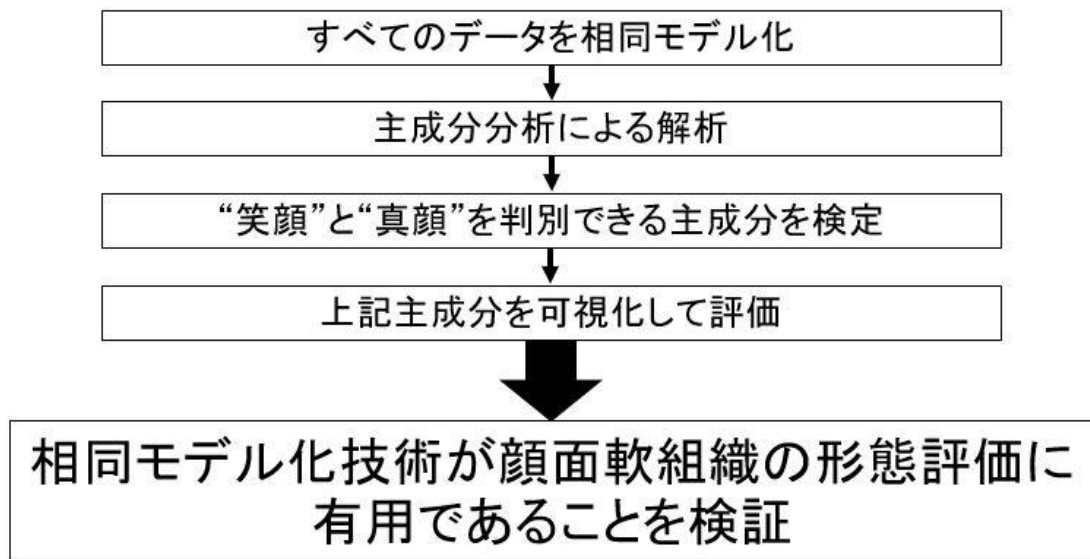 すべてのデータを相同モデル化
主成分分析による解析
“笑顔”と“真顔”を判別できる主成分を検定
上記主成分を可視化して評価
相同モデル化技術が顔面軟組織の形態評価に
有用であることを検証